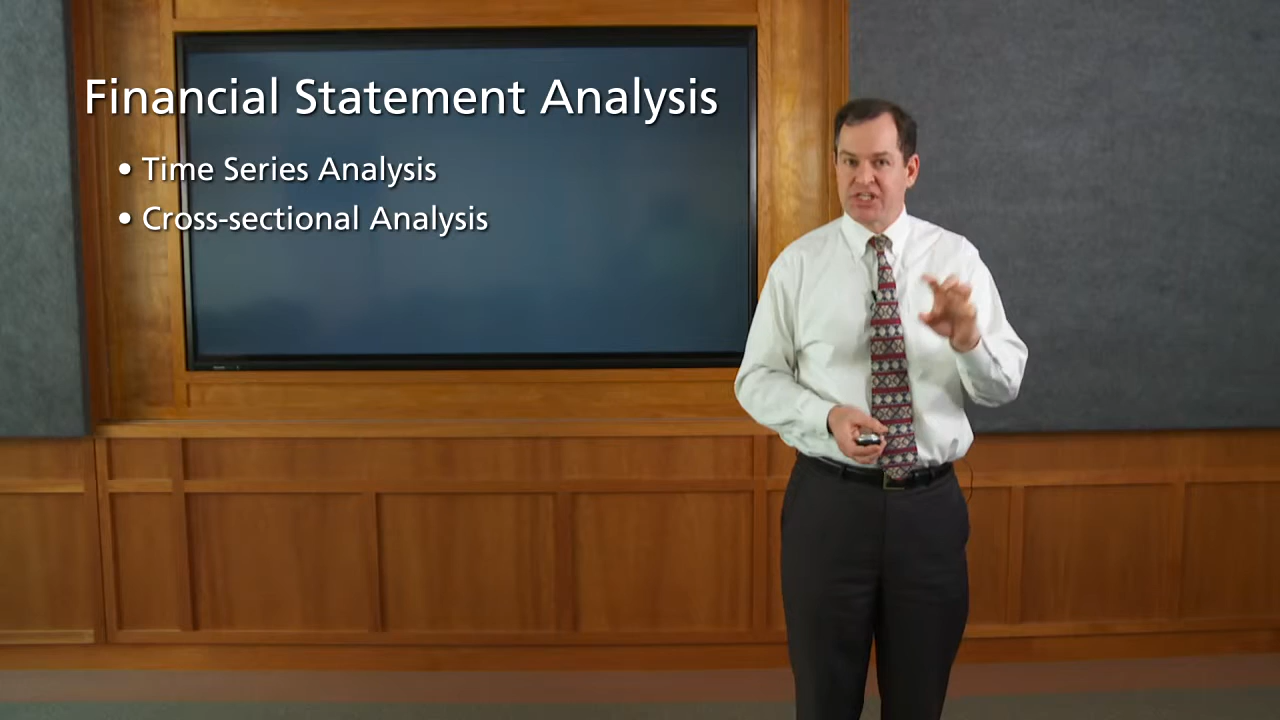 Financial Statement Analysis
• Time Series Analysis
• Cross-sectional Analysis